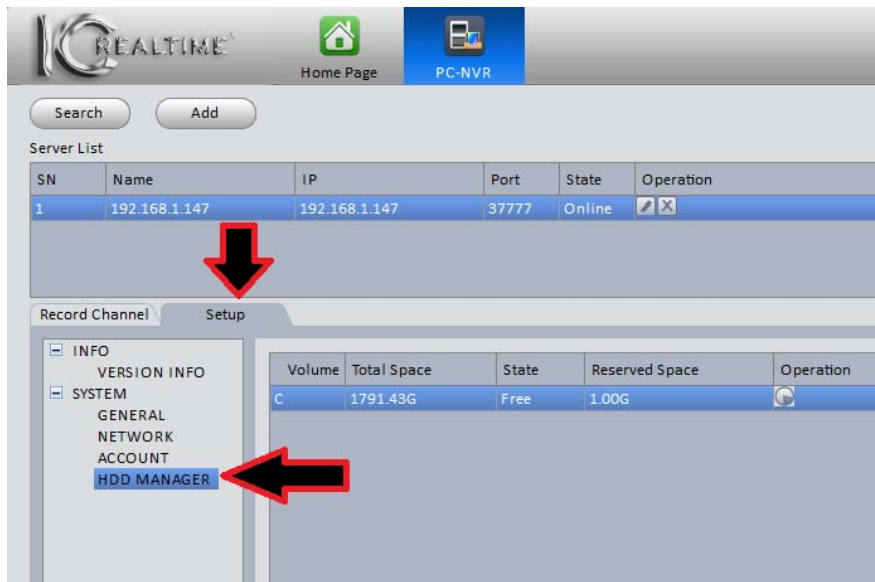 IC REALTIME
Home Page
PC-NVR
Search
Add
Server List
SN Name IP Port State Operation
1 192.168.1.147 192.168.1.147 37777 Online
Record Channel
Setup
INFO
VERSION INFO
SYSTEM
GENERAL
NETWORK
ACCOUNT
HDD MANAGER
Volume Total Space State Reserved Space Operation
C 1791.43G Free 1.00G